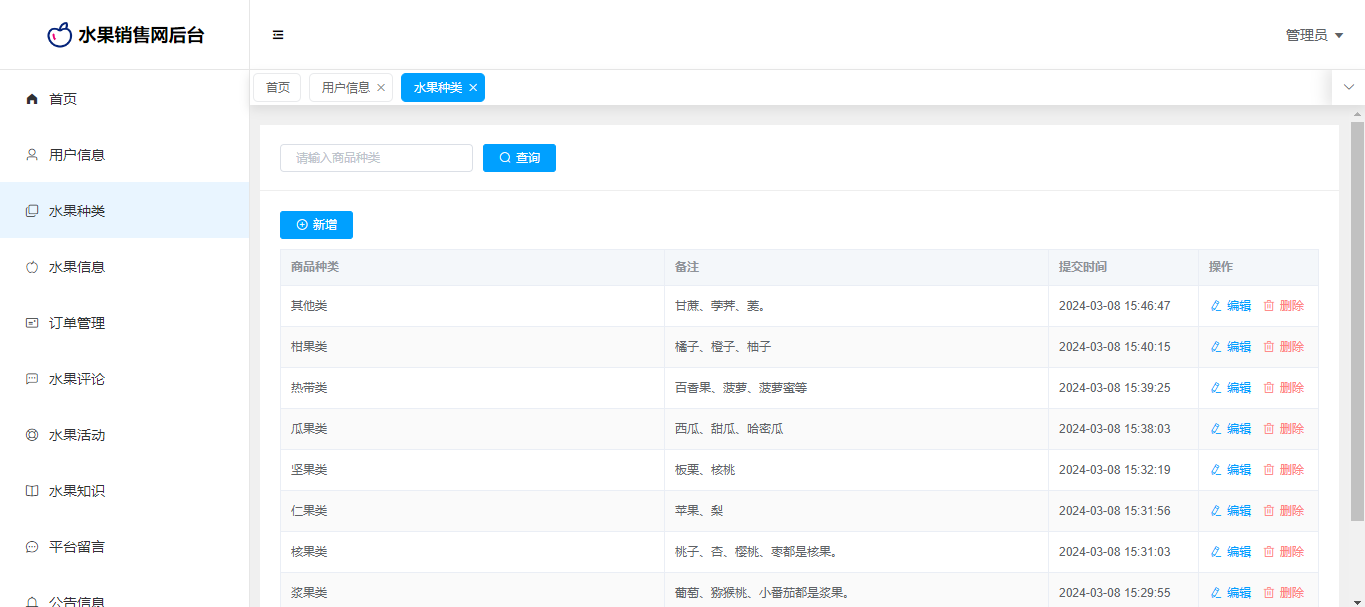 水果销售网后台
管理员
首页
用户信息
水果种类
水果信息
订单管理
水果评论
水果活动
水果知识
平台留言
公告信息
首页 用户信息 水果种类
请输入商品种类 查询
新增
商品种类 备注 提交时间 操作
其他类 甘蔗、荸荠、菱。 2024-03-08 15:46:47 编辑 删除
柑果类 橘子、橙子、柚子 2024-03-08 15:40:15 编辑 删除
热带类 百香果、菠萝、菠萝蜜等 2024-03-08 15:39:25 编辑 删除
瓜果类 西瓜、甜瓜、哈密瓜 2024-03-08 15:38:03 编辑 删除
坚果类 板栗、核桃 2024-03-08 15:32:19 编辑 删除
仁果类 苹果、梨 2024-03-08 15:31:56 编辑 删除
核果类 桃子、杏、樱桃、枣都是核果。 2024-03-08 15:31:03 编辑 删除
浆果类 葡萄、猕猴桃、小番茄都是浆果。 2024-03-08 15:29:55 编辑 删除